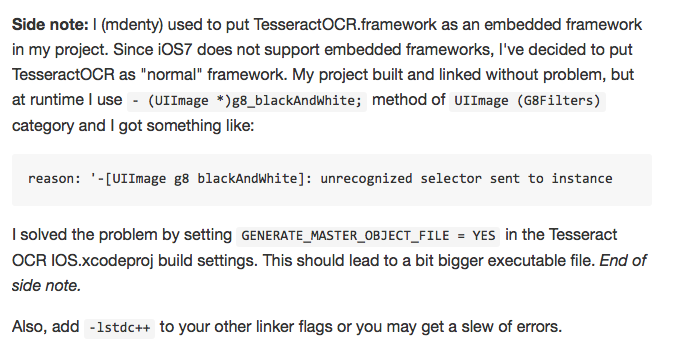 Side note: I (mdenty) used to put TesseractOCR.framework as an embedded framework
in my project. Since iOS7 does not support embedded frameworks, I've decided to put
TesseractOCR as "normal" framework. My project built and linked without problem, but
at runtime I use - (UIImage *)g8_blackAndWhite; method of UIImage (G8Filters)
category and I got something like:
reason: '-[UIImage g8 blackAndWhite]: unrecognized selector sent to instance
I solved the problem by setting GENERATE_MASTER_OBJECT_FILE = YES in the Tesseract
OCR IOS.xcodeproj build settings. This should lead to a bit bigger executable file. End of
side note.
Also, add -lstdc++ to your other linker flags or you may get a slew of errors.